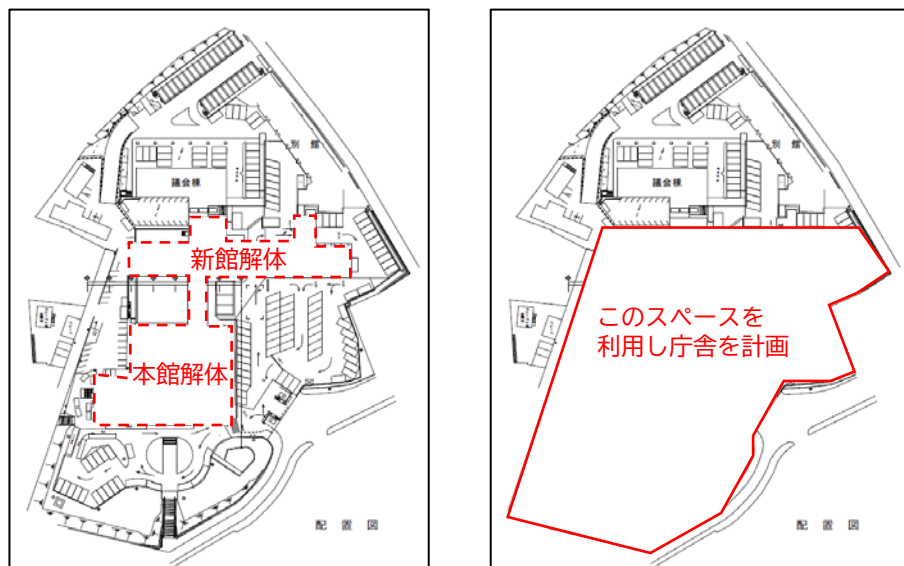 別館
議会棟
新館解体
本館解体
配置図
別館
議会棟
このスペースを
利用し庁舎を計画
配置図